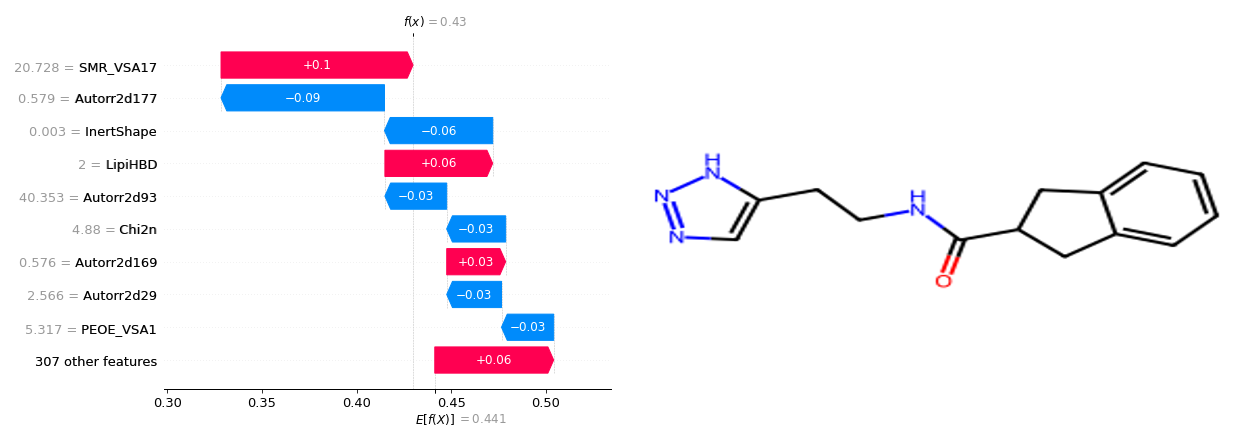 f(x) = 0.43
20.728 = SMR_VSA17
+0.1
0.579 = Autorr2d177
−0.09
0.003 = InertShape
−0.06
2 = LipiHBD
+0.06
40.353 = Autorr2d93
−0.03
4.88 = Chi2n
−0.03
0.576 = Autorr2d169
+0.03
2.566 = Autorr2d29
−0.03
5.317 = PEOE_VSA1
−0.03
307 other features
+0.06
0.30 0.35 0.40 0.45 0.50
E[f(X)] = 0.441
H
N
N
N
H
N
O